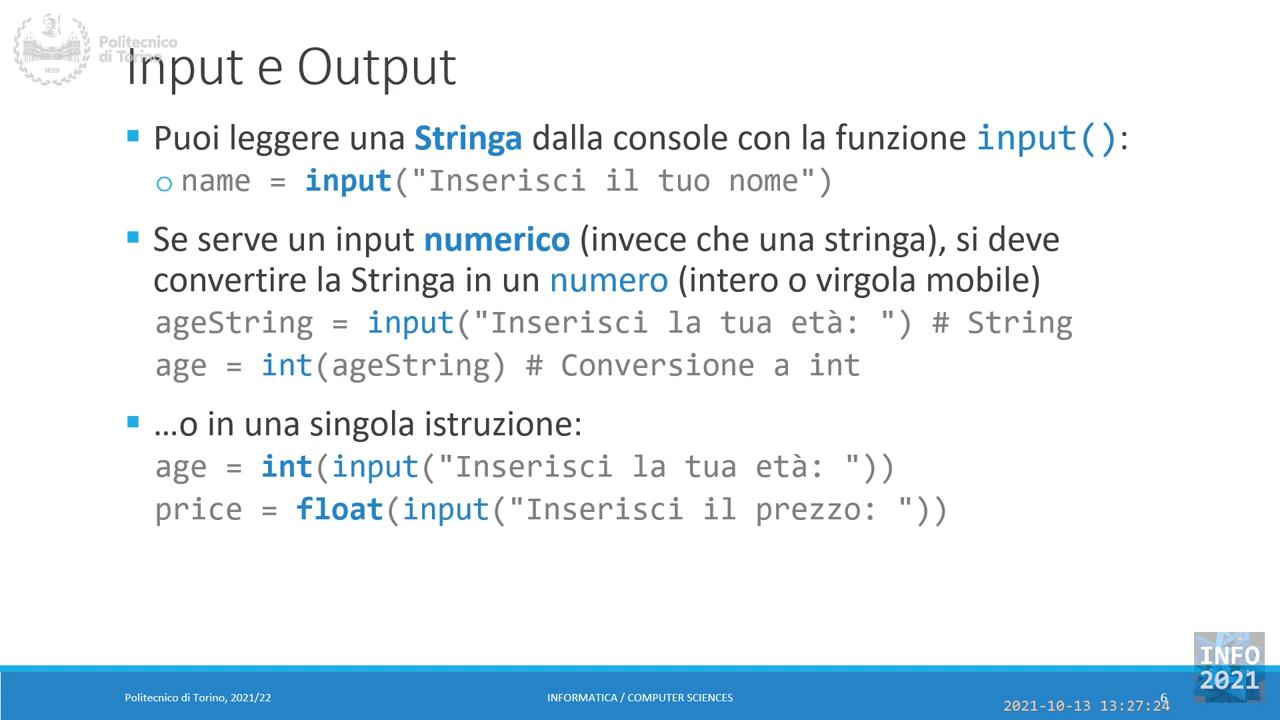 Politecnico
di Torino
1859
Input e Output
Puoi leggere una Stringa dalla console con la funzione input():
name = input("Inserisci il tuo nome")
Se serve un input numerico (invece che una stringa), si deve
convertire la Stringa in un numero (intero o virgola mobile)
ageString = input("Inserisci la tua età: ") # String
age = int(ageString) # Conversione a int
…o in una singola istruzione:
age = int(input("Inserisci la tua età: "))
price = float(input("Inserisci il prezzo: "))
INFO
2021
Politecnico di Torino, 2021/22
INFORMATICA / COMPUTER SCIENCES
6
2021-10-13 13:27:24